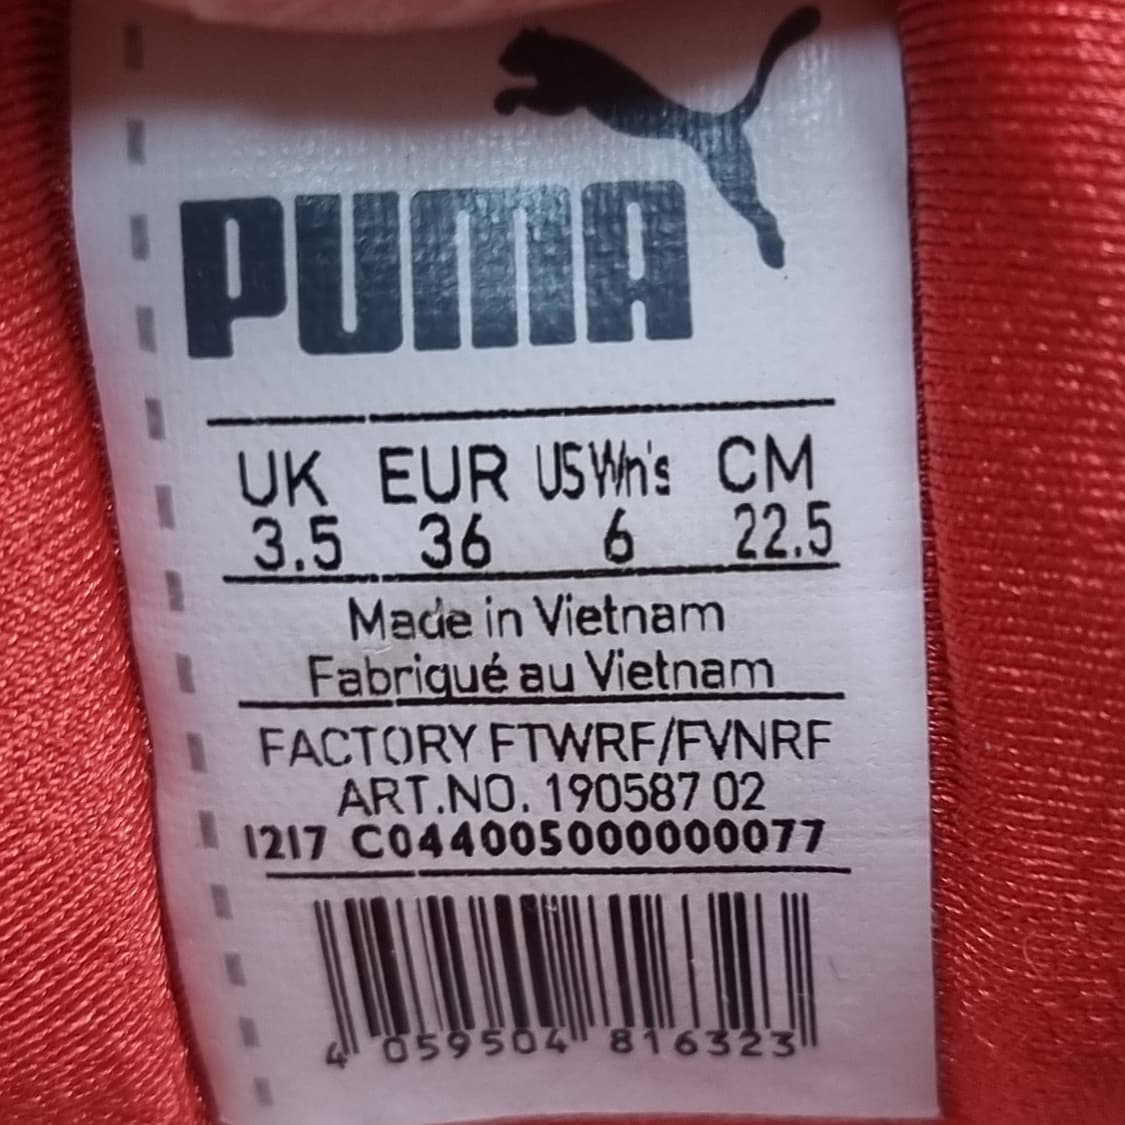 PUMA
UK EUR US Wn's CM
3.5 36 6 22.5
Made in Vietnam
Fabriqué au Vietnam
FACTORY FTWRF/FVNRF
ART.NO. 190587 02
1217 C044005000000077
4 059504 816323